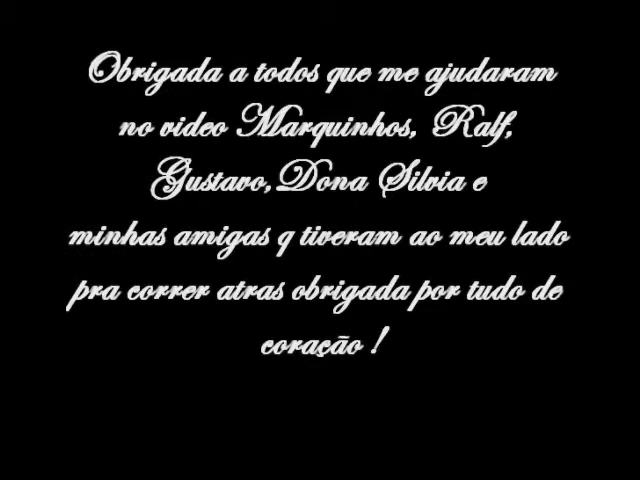 Obrigada a todos que me ajudaram
no video Marquinhos, Ralf,
Gustavo,Dona Silvia e
minhas amigas q tiveram ao meu lado
pra correr atras obrigada por tudo de
coração !